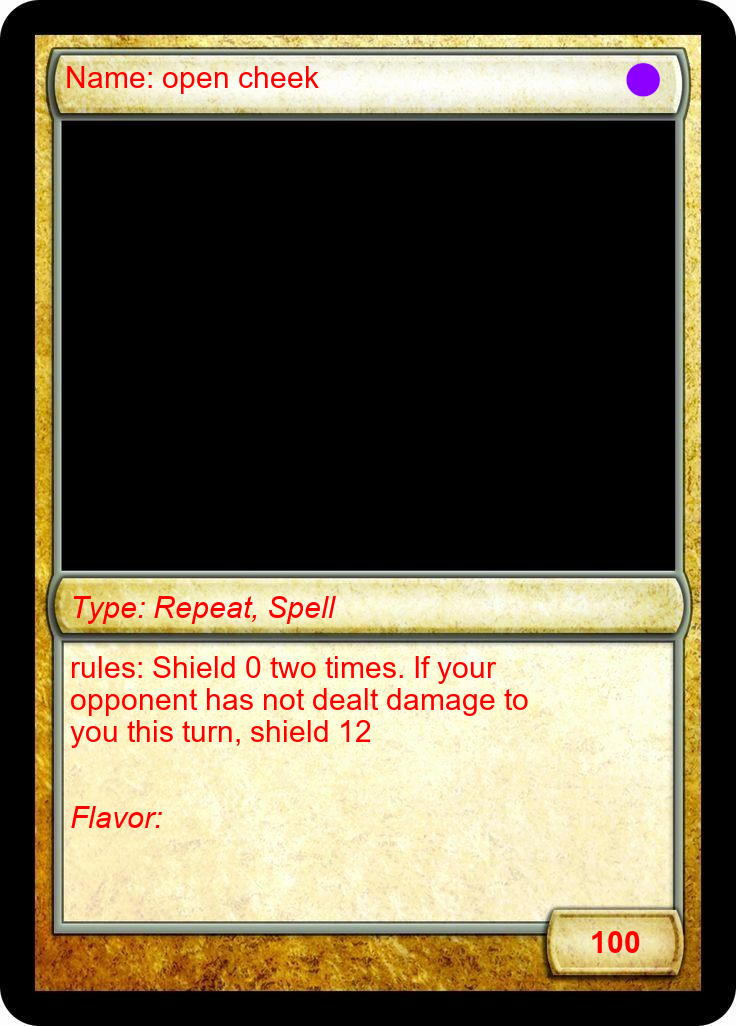 Name: open cheek
Type: Repeat, Spell
rules: Shield 0 two times. If your
opponent has not dealt damage to
you this turn, shield 12
Flavor:
100